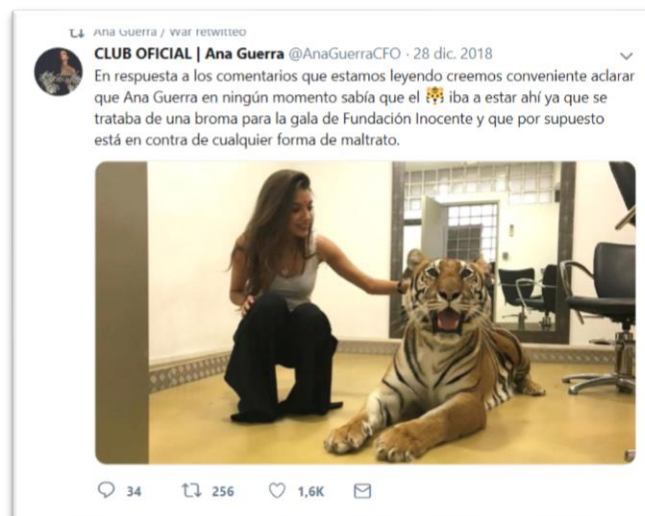 Ana Guerra / War retwitteo
CLUB OFICIAL | Ana Guerra @AnaGuerraCFO · 28 dic. 2018
En respuesta a los comentarios que estamos leyendo creemos conveniente aclarar
que Ana Guerra en ningún momento sabía que el 🐯 iba a estar ahí ya que se
trataba de una broma para la gala de Fundación Inocente y que por supuesto
está en contra de cualquier forma de maltrato.
34 256 1,6K